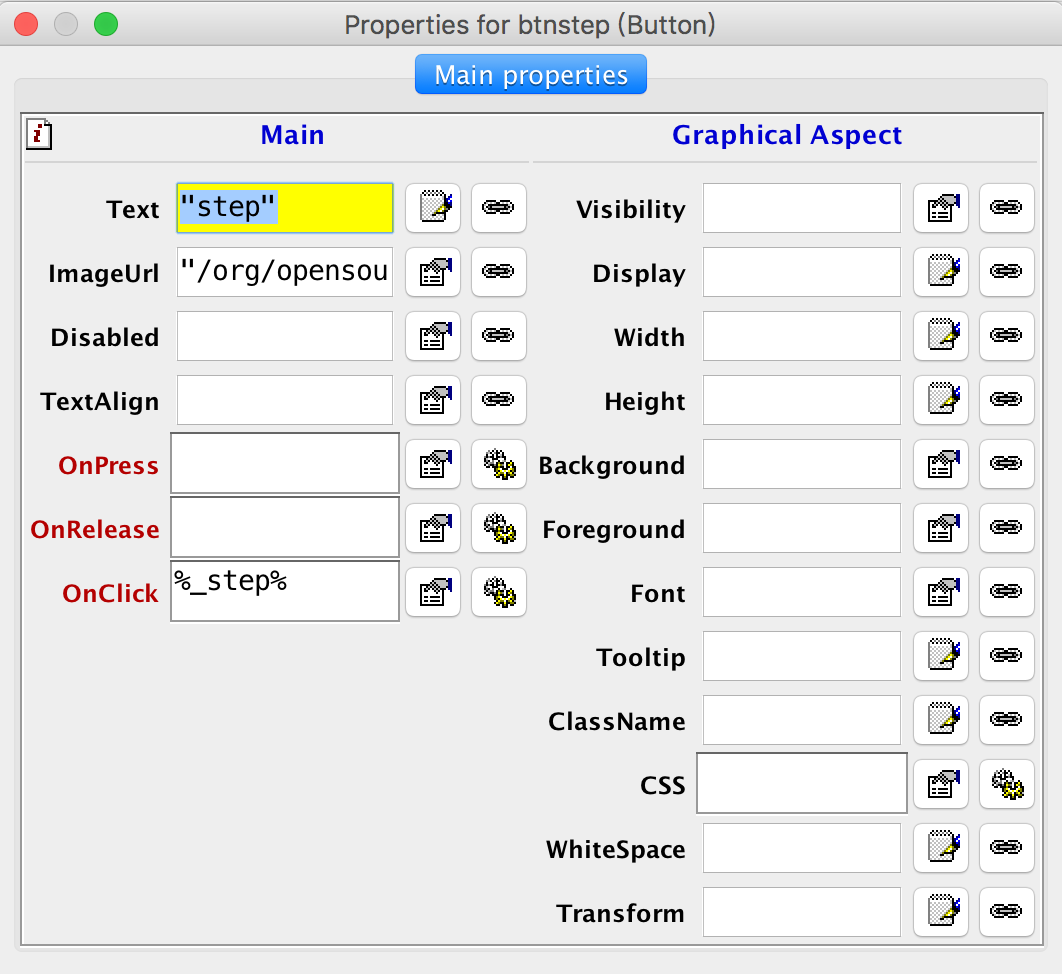 Properties for btnstep (Button)
Main properties
Main
Text "step"
ImageUrl "/org/opensou
Disabled
TextAlign
OnPress
OnRelease
OnClick %_step%
Graphical Aspect
Visibility
Display
Width
Height
Background
Foreground
Font
Tooltip
ClassName
CSS
WhiteSpace
Transform